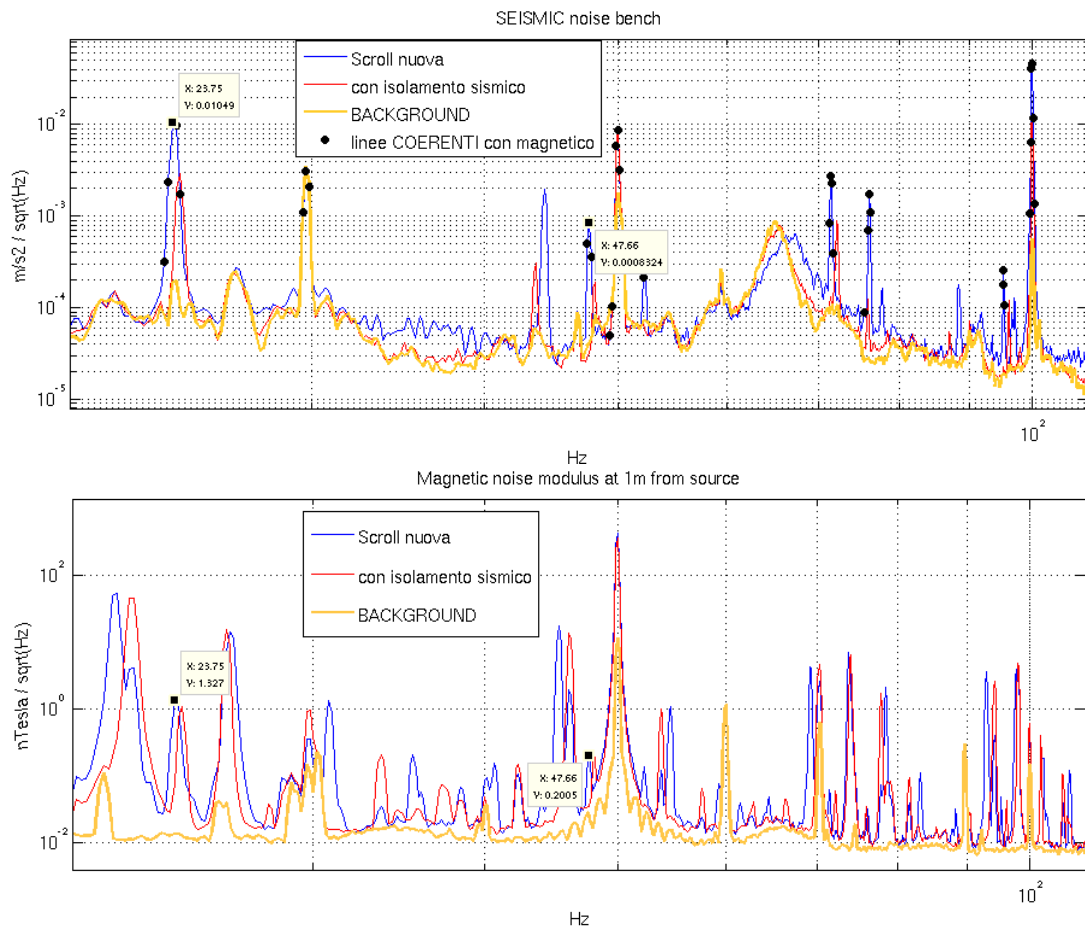 SEISMIC noise bench
Scroll nuova
con isolamento sismico
BACKGROUND
linee COERENTI con magnetico
X: 23.75
Y: 0.01049
X: 47.66
Y: 0.0008324
10^-2
10^-3
10^-4
10^-5
m/s2 / sqrt(Hz)
10^2
Hz
Magnetic noise modulus at 1m from source
Scroll nuova
con isolamento sismico
BACKGROUND
X: 23.75
Y: 1.327
X: 47.66
Y: 0.2005
10^2
10^0
10^-2
nTesla / sqrt(Hz)
10^2
Hz